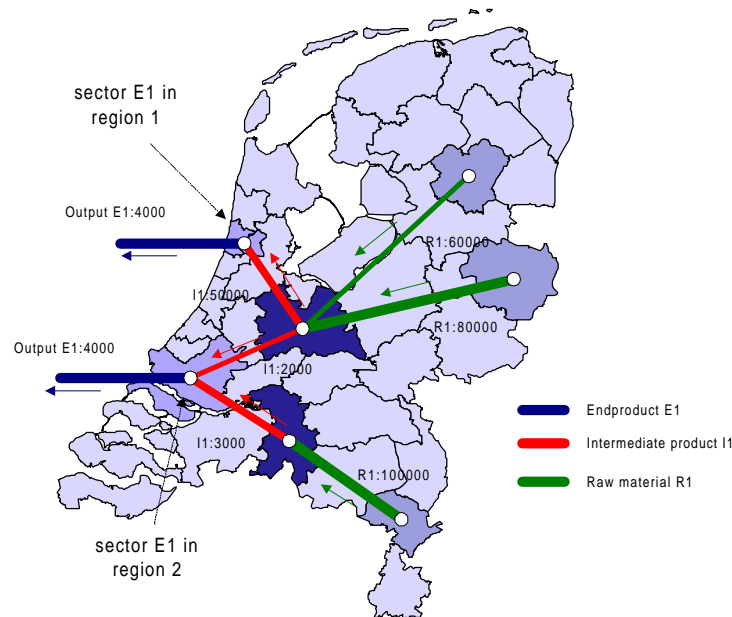 sector E1 in
region 1
Output E1:4000
R1:60000
I1:50000
R1:80000
Output E1:4000
I1:2000
Endproduct E1
I1:3000
Intermediate product I1
R1:100000
Raw material R1
sector E1 in
region 2